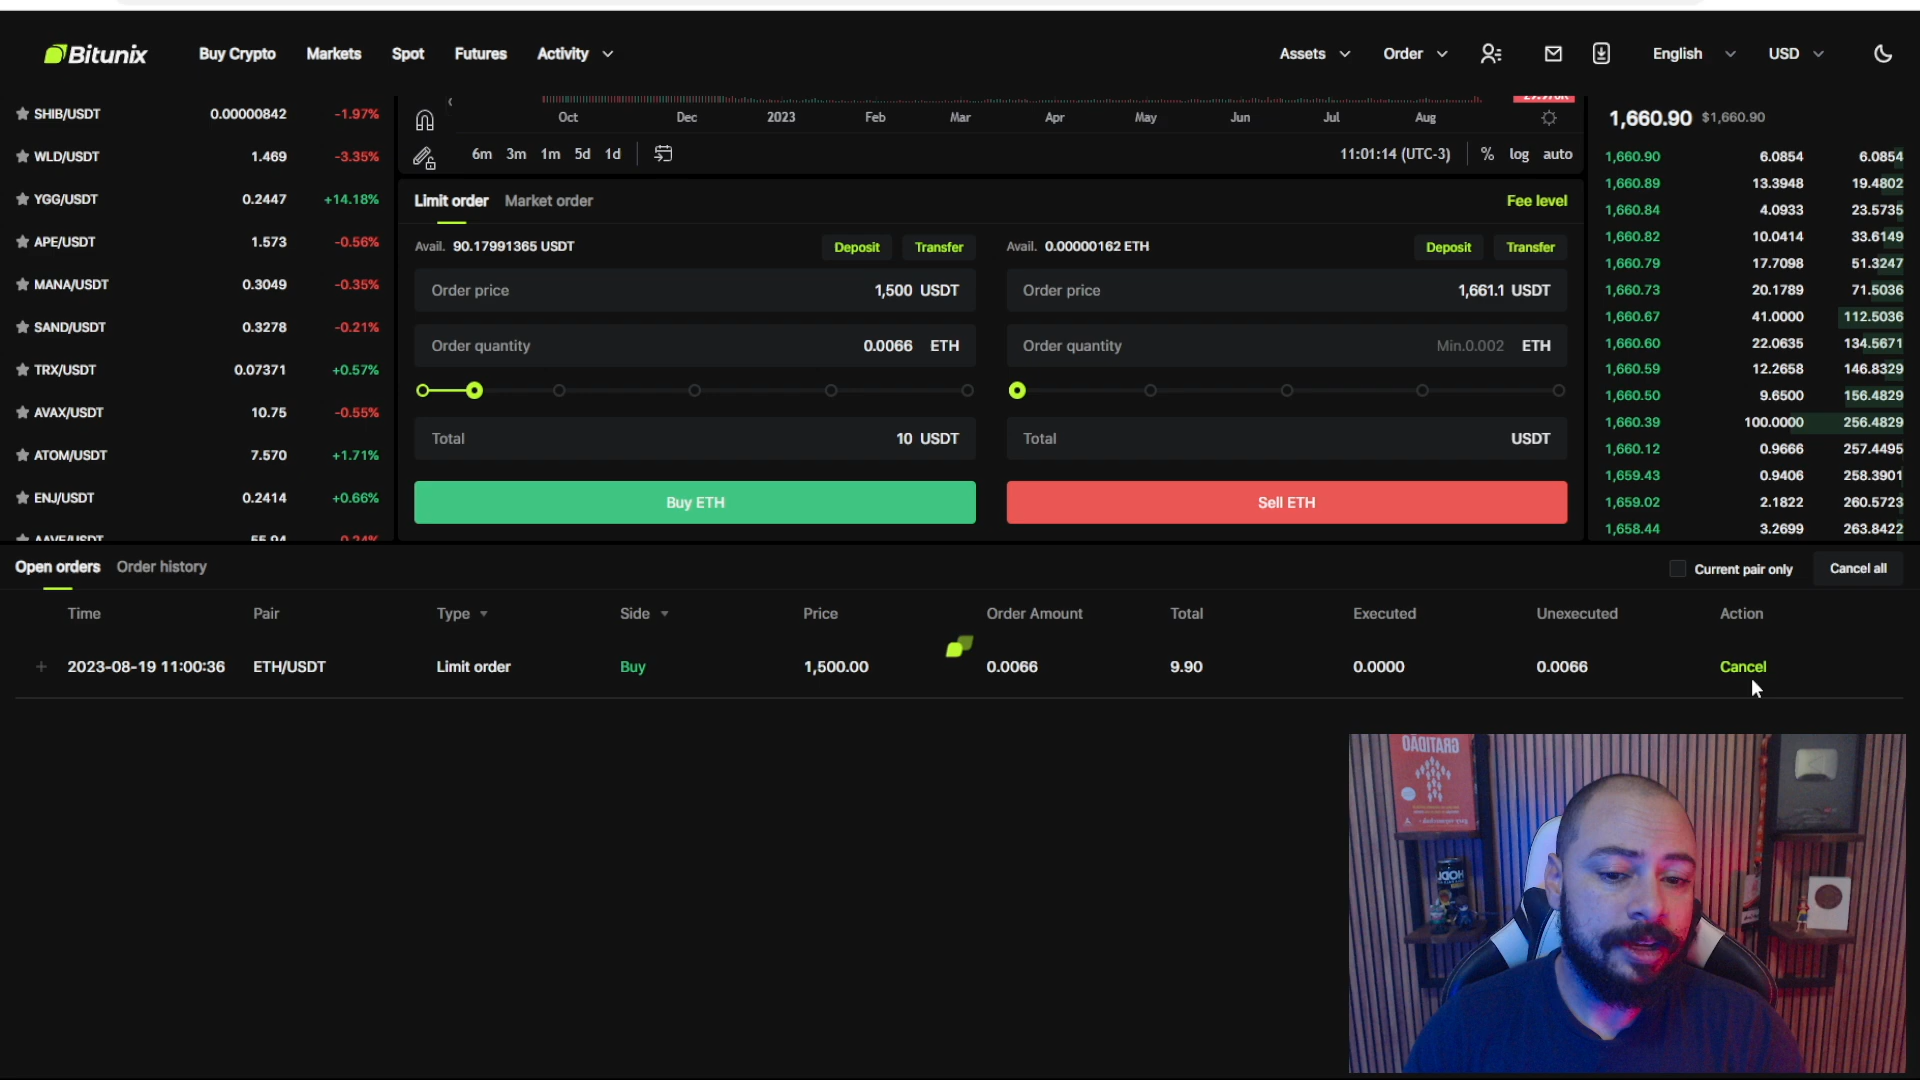 Bitunix Buy Crypto Markets Spot Futures Activity Assets Order English USD
SHIB/USDT 0.00000842 -1.97%
WLD/USDT 1.469 -3.35%
YGG/USDT 0.2447 +14.18%
APE/USDT 1.573 -0.56%
MANA/USDT 0.3049 -0.35%
SAND/USDT 0.3278 -0.21%
TRX/USDT 0.07371 +0.57%
AVAX/USDT 10.75 -0.55%
ATOM/USDT 7.570 +1.71%
ENJ/USDT 0.2414 +0.66%
AAVE/USDT 55.94 -0.24%
Oct Dec 2023 Feb Mar Apr May Jun Jul Aug
6m 3m 1m 5d 1d 11:01:14 (UTC-3) % log auto
Limit order Market order Fee level
Avail. 90.17991365 USDT Deposit Transfer Avail. 0.00000162 ETH Deposit Transfer
Order price 1,500 USDT Order price 1,661.1 USDT
Order quantity 0.0066 ETH Order quantity Min.0.002 ETH
Total 10 USDT Total USDT
Buy ETH Sell ETH
1,660.90 $1,660.90
1,660.90 6.0854 6.0854
1,660.89 13.3948 19.4802
1,660.84 4.0933 23.5735
1,660.82 10.0414 33.6149
1,660.79 17.7098 51.3247
1,660.73 20.1789 71.5036
1,660.67 41.0000 112.5036
1,660.60 22.0635 134.5671
1,660.59 12.2658 146.8329
1,660.50 9.6500 156.4829
1,660.39 100.0000 256.4829
1,660.12 0.9666 257.4495
1,659.43 0.9406 258.3901
1,659.02 2.1822 260.5723
1,658.44 3.2699 263.8422
Open orders Order history Current pair only Cancel all
Time Pair Type Side Price Order Amount Total Executed Unexecuted Action
2023-08-19 11:00:36 ETH/USDT Limit order Buy 1,500.00 0.0066 9.90 0.0000 0.0066 Cancel
GRATIDÃO
HODL